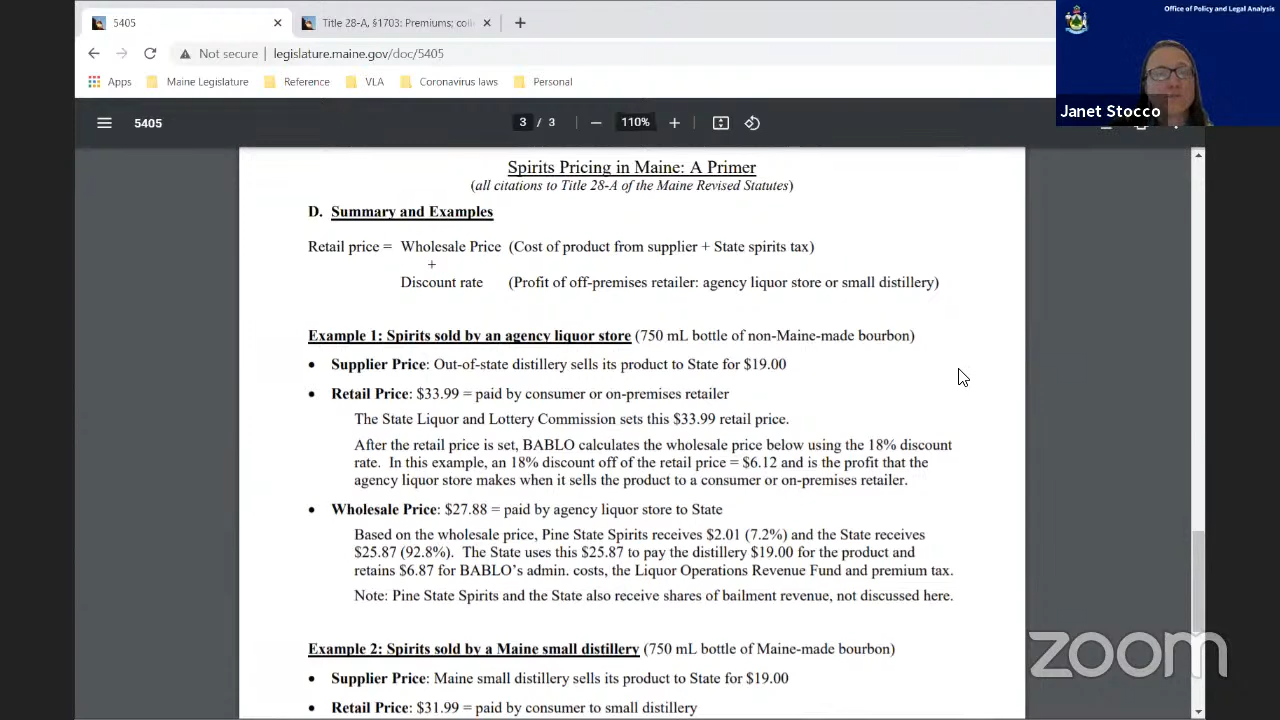 5405
Title 28-A, §1703: Premiums; coll
Office of Policy and Legal Analysis
Not secure
legislature.maine.gov/doc/5405
Apps
Maine Legislature
Reference
VLA
Coronavirus laws
Personal
Janet Stocco
5405
3 / 3
110%
Spirits Pricing in Maine: A Primer
(all citations to Title 28-A of the Maine Revised Statutes)
D. Summary and Examples
Retail price = Wholesale Price (Cost of product from supplier + State spirits tax)
+
Discount rate (Profit of off-premises retailer: agency liquor store or small distillery)
Example 1: Spirits sold by an agency liquor store (750 mL bottle of non-Maine-made bourbon)
• Supplier Price: Out-of-state distillery sells its product to State for $19.00
• Retail Price: $33.99 = paid by consumer or on-premises retailer
The State Liquor and Lottery Commission sets this $33.99 retail price.
After the retail price is set, BABLO calculates the wholesale price below using the 18% discount
rate. In this example, an 18% discount off of the retail price = $6.12 and is the profit that the
agency liquor store makes when it sells the product to a consumer or on-premises retailer.
• Wholesale Price: $27.88 = paid by agency liquor store to State
Based on the wholesale price, Pine State Spirits receives $2.01 (7.2%) and the State receives
$25.87 (92.8%). The State uses this $25.87 to pay the distillery $19.00 for the product and
retains $6.87 for BABLO's admin. costs, the Liquor Operations Revenue Fund and premium tax.
Note: Pine State Spirits and the State also receive shares of bailment revenue, not discussed here.
Example 2: Spirits sold by a Maine small distillery (750 mL bottle of Maine-made bourbon)
• Supplier Price: Maine small distillery sells its product to State for $19.00
• Retail Price: $31.99 = paid by consumer to small distillery
zoom